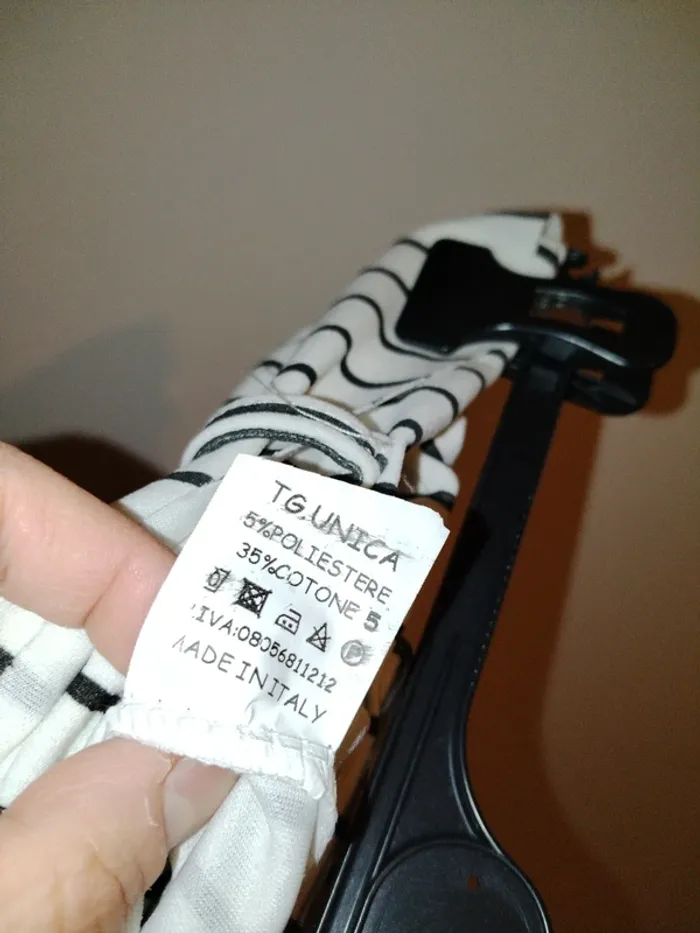 TG.UNICA
5%POLIESTERE
35%COTONE 5
P
.IVA:08056811212
MADE IN ITALY